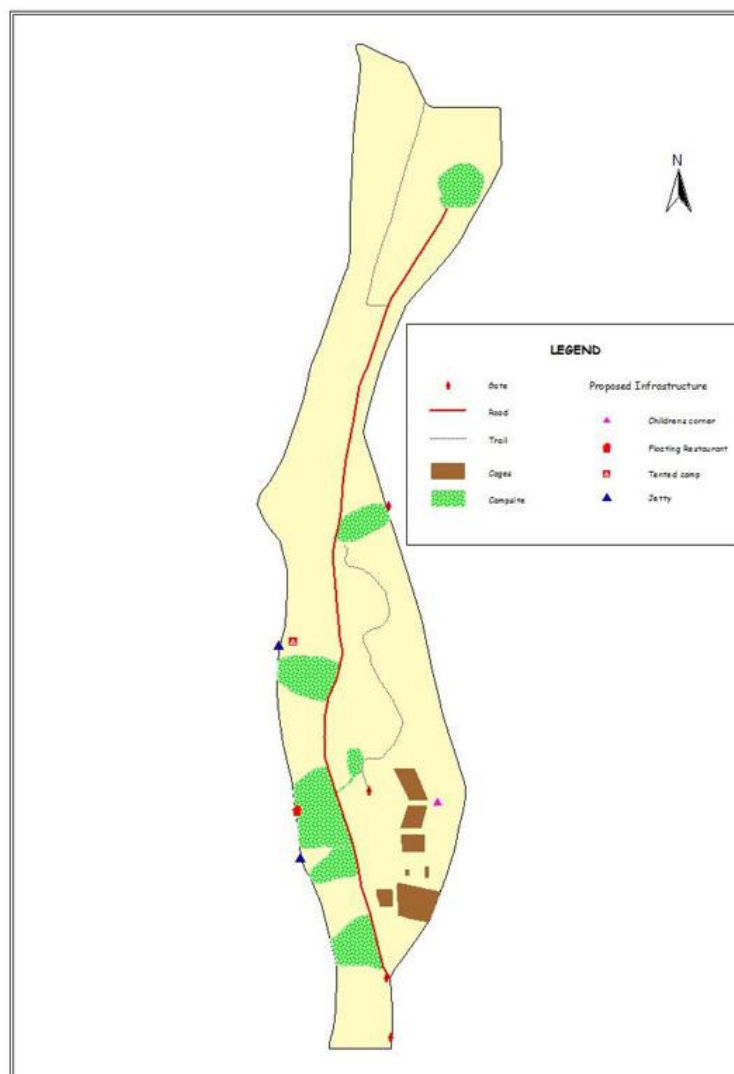 N
LEGEND
Gate
Proposed Infrastructure
Road
Childrens corner
Trail
Floating Restaurant
Cages
Tented camp
Campsite
Jetty